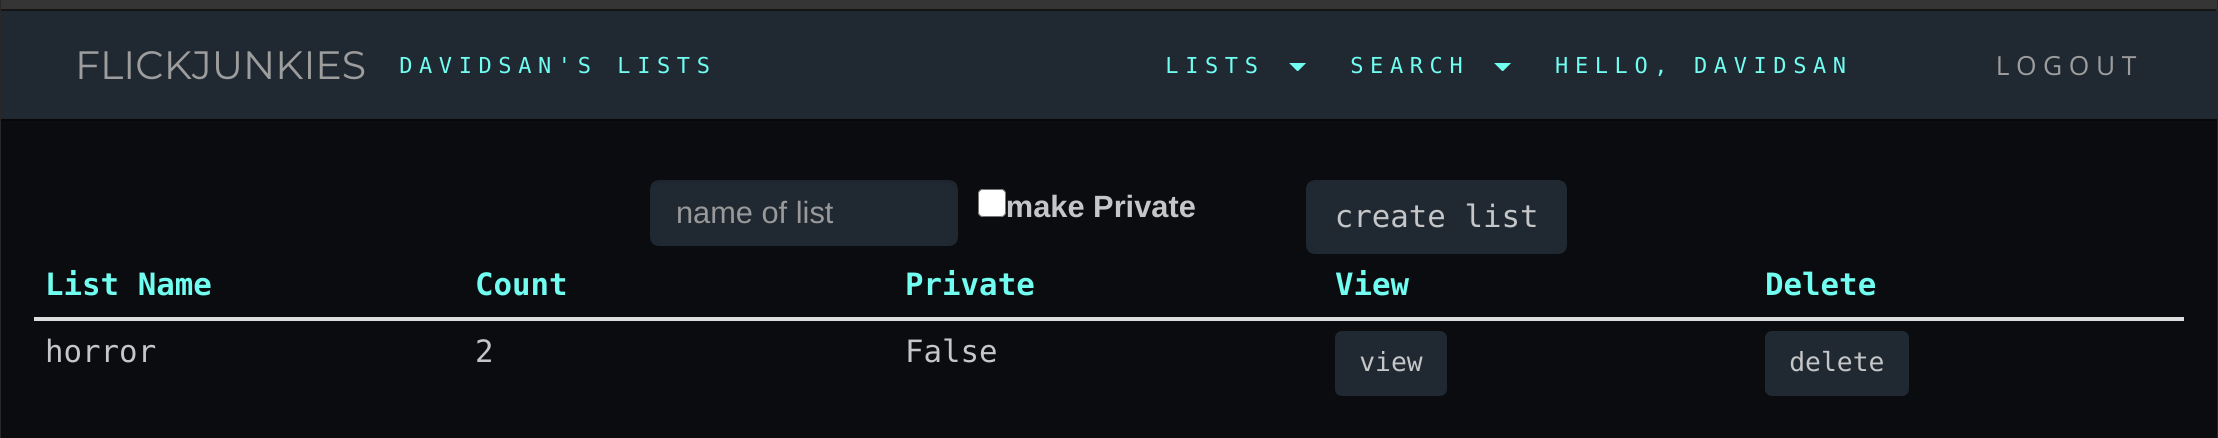 FLICKJUNKIES DAVIDSAN'S LISTS LISTS SEARCH HELLO, DAVIDSAN LOGOUT
name of list make Private create list
List Name Count Private View Delete
horror 2 False view delete